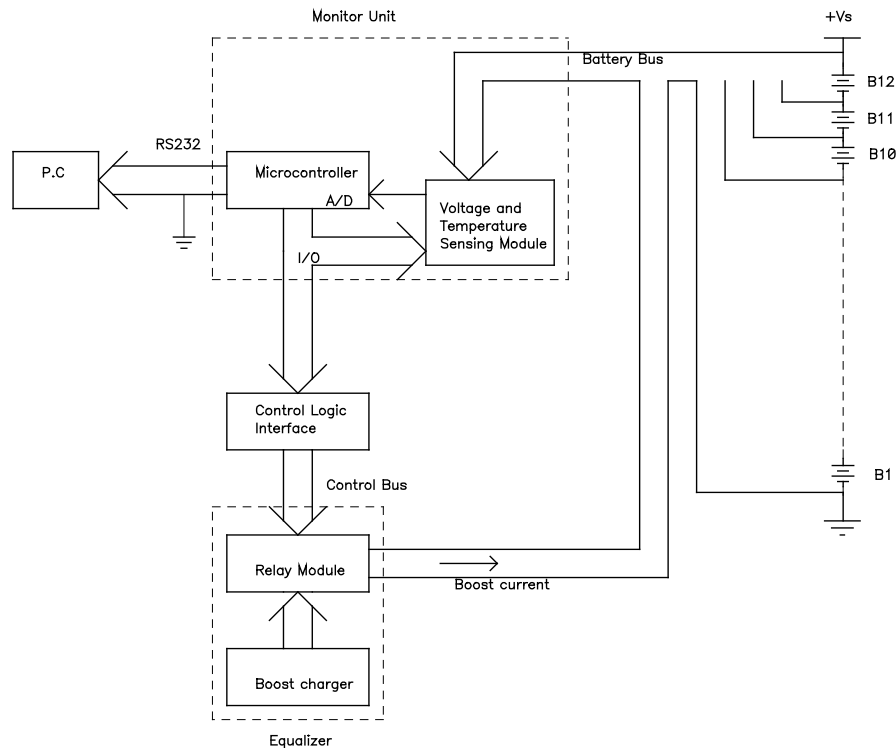 Monitor Unit
+Vs
Battery Bus
B12
B11
B10
RS232
P.C
Microcontroller
A/D
Voltage and
Temperature
Sensing Module
I/O
Control Logic
Interface
B1
Control Bus
Relay Module
Boost current
Boost charger
Equalizer